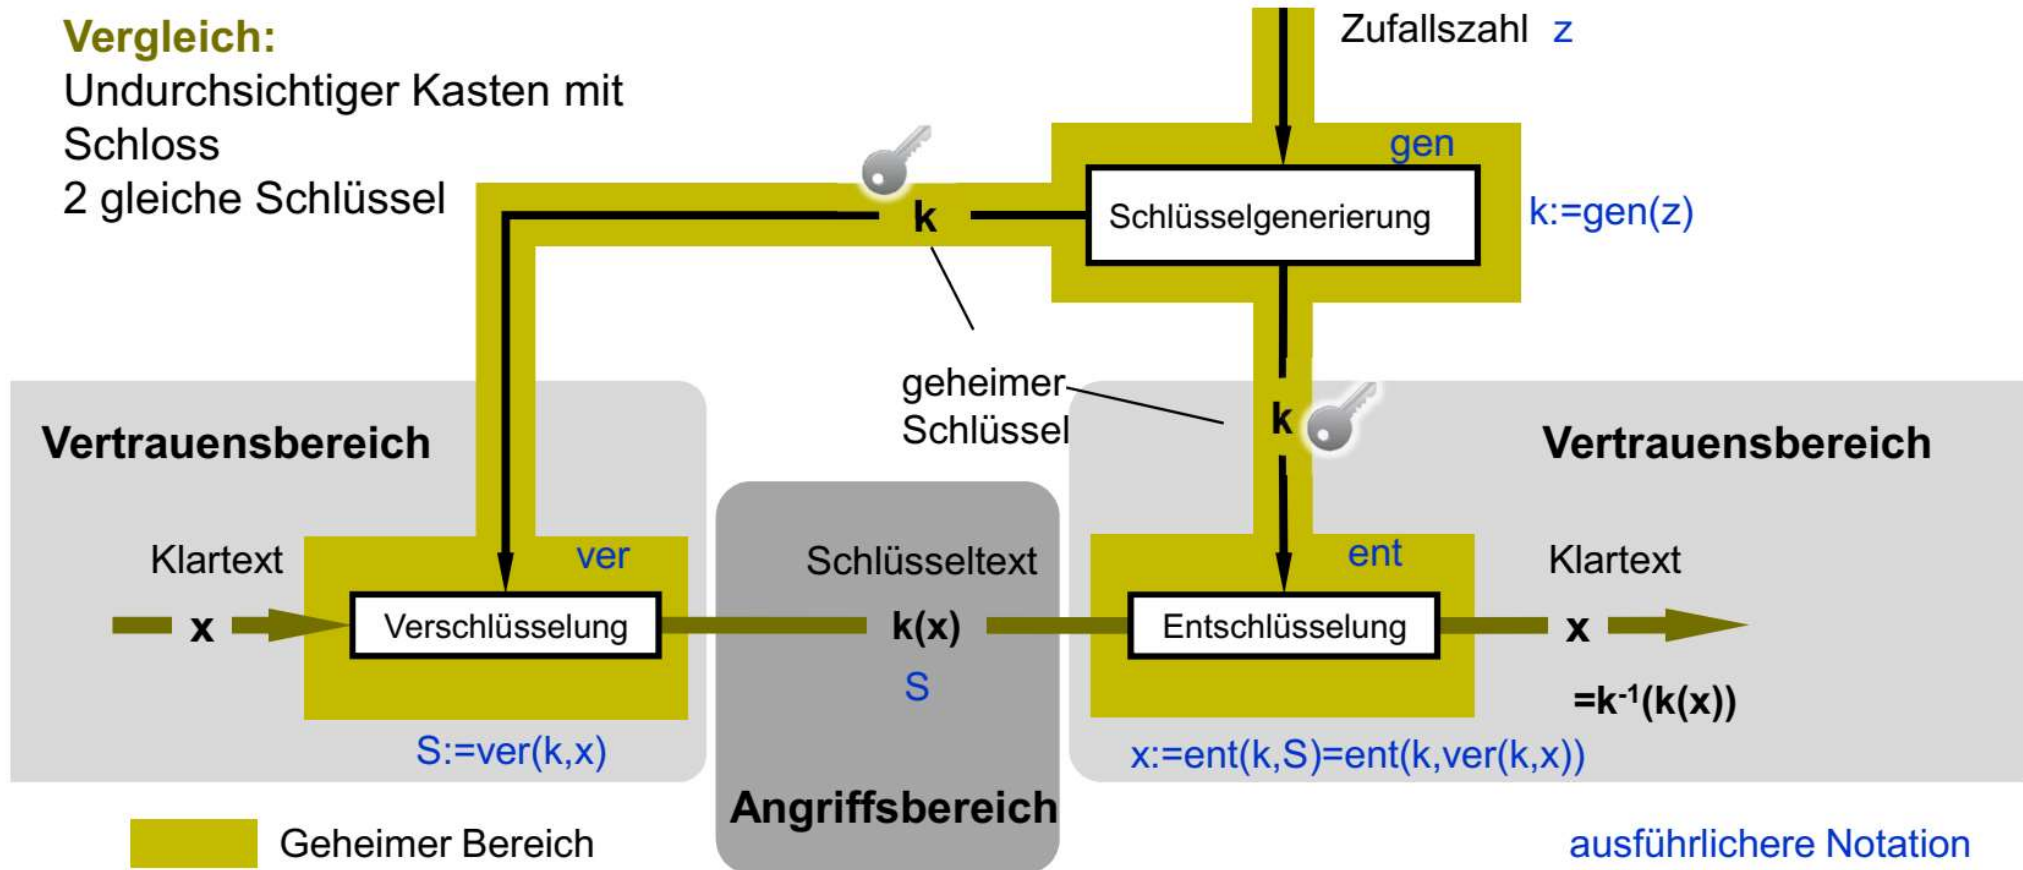 Vergleich:
Undurchsichtiger Kasten mit
Schloss
2 gleiche Schlüssel
Zufallszahl z
gen
Schlüsselgenerierung
k:=gen(z)
k
geheimer
Schlüssel
k
Vertrauensbereich
Vertrauensbereich
Klartext
ver
Schlüsseltext
ent
Klartext
x
Verschlüsselung
k(x)
Entschlüsselung
x
S
=k⁻¹(k(x))
S:=ver(k,x)
x:=ent(k,S)=ent(k,ver(k,x))
Angriffsbereich
Geheimer Bereich
ausführlichere Notation